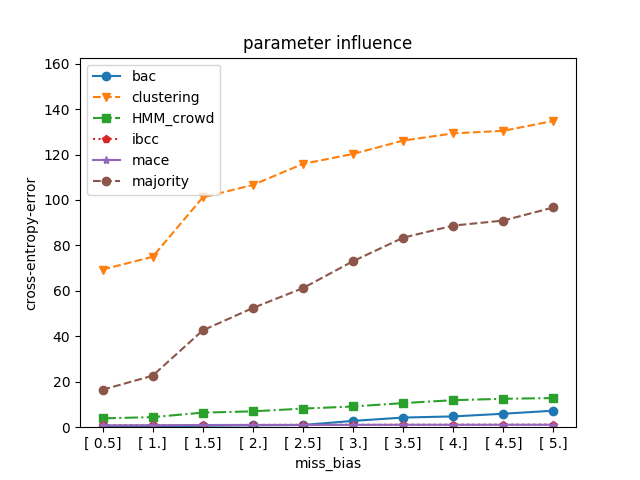 parameter influence
cross-entropy-error
160
140
120
100
80
60
40
20
0
bac
clustering
HMM_crowd
ibcc
mace
majority
[ 0.5] [ 1.] [ 1.5] [ 2.] [ 2.5] [ 3.] [ 3.5] [ 4.] [ 4.5] [ 5.]
miss_bias